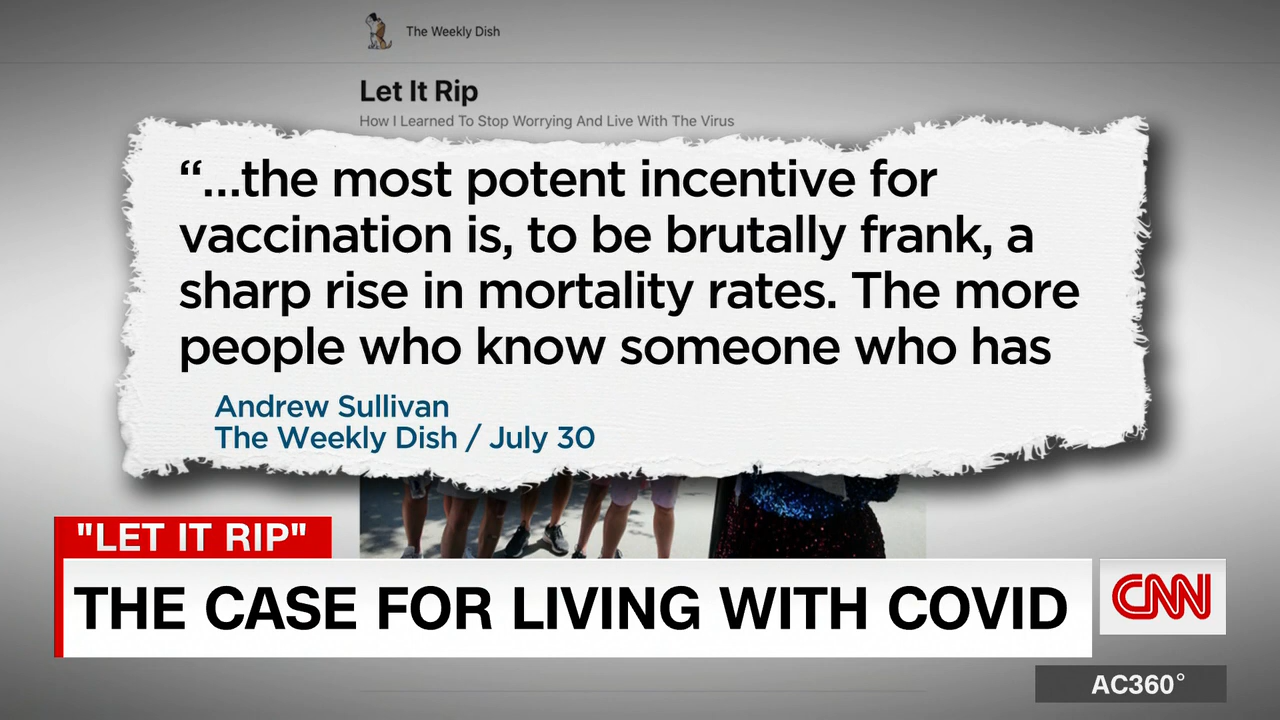 The Weekly Dish
Let It Rip
How I Learned To Stop Worrying And Live With The Virus
“...the most potent incentive for
vaccination is, to be brutally frank, a
sharp rise in mortality rates. The more
people who know someone who has
Andrew Sullivan
The Weekly Dish / July 30
"LET IT RIP"
THE CASE FOR LIVING WITH COVID
CNN
AC360°